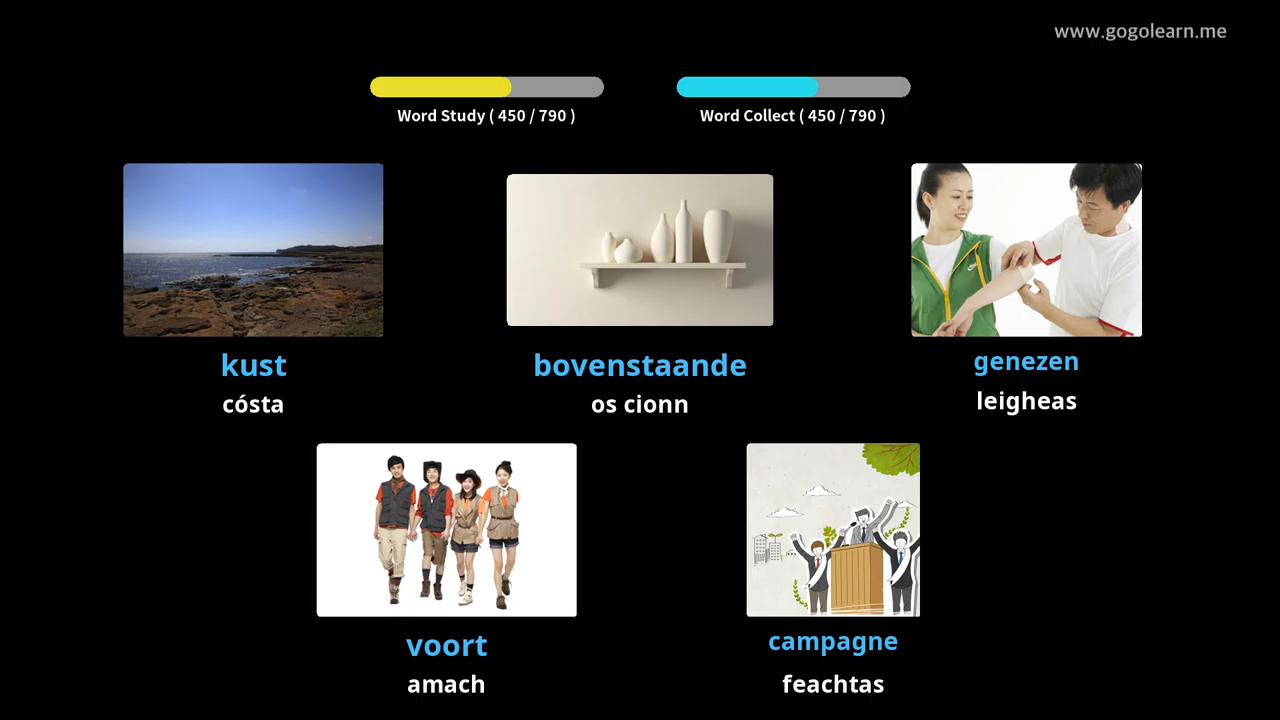 www.gogolearn.me
Word Study ( 450 / 790 )
Word Collect ( 450 / 790 )
kust
cósta
bovenstaande
os cionn
genezen
leigheas
voort
amach
campagne
feachtas